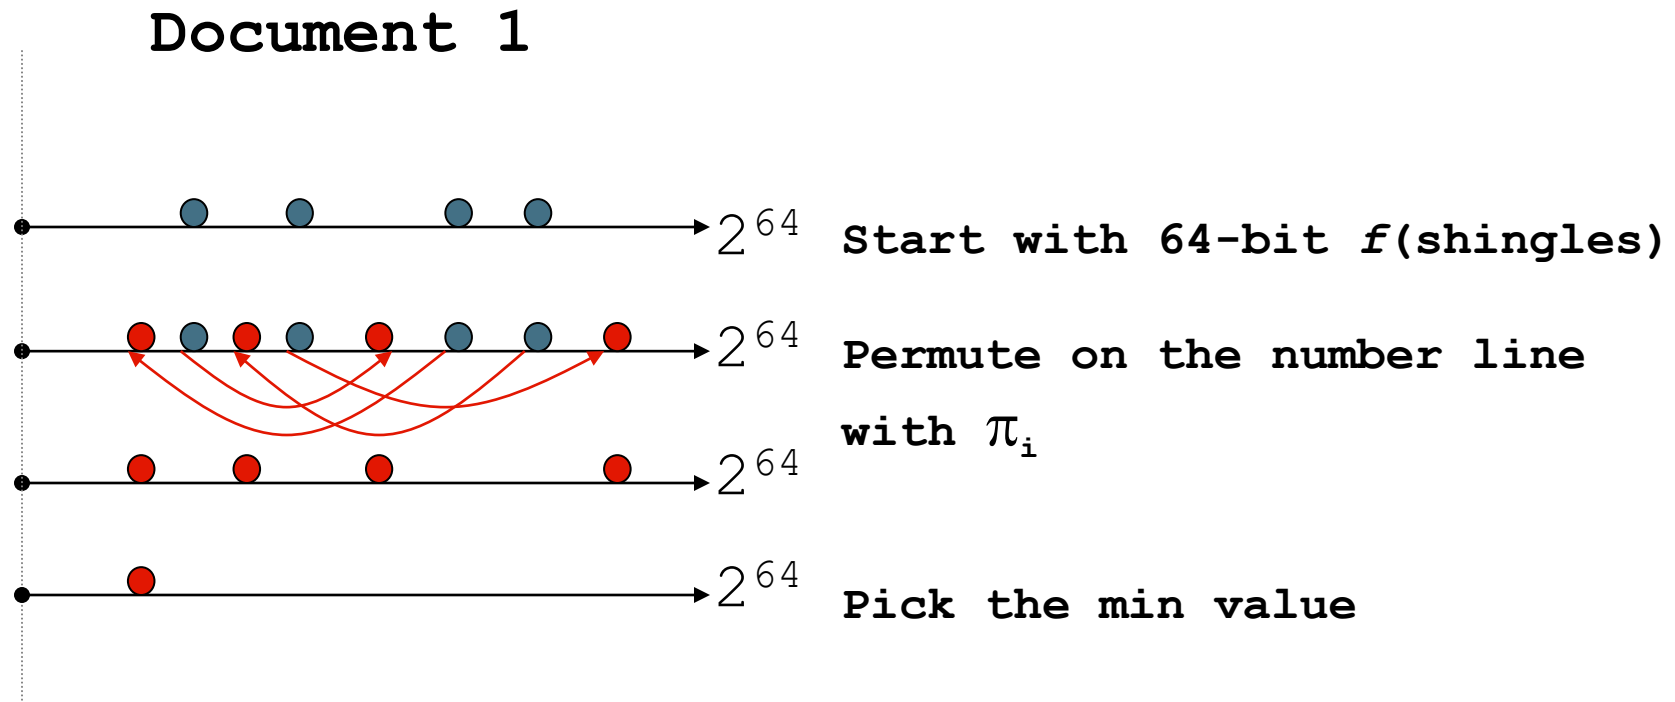 Document 1
2^64 Start with 64-bit f(shingles)
2^64 Permute on the number line
with π_i
2^64
2^64 Pick the min value